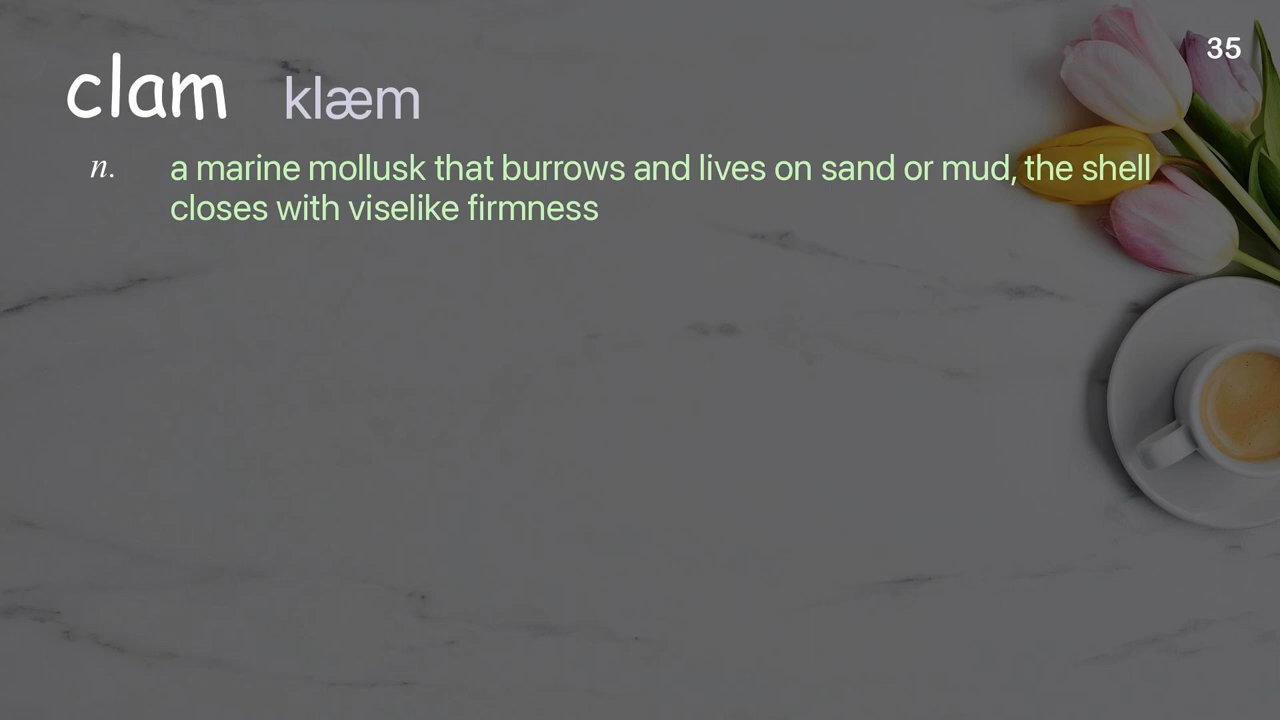 35
clam klæm
n. a marine mollusk that burrows and lives on sand or mud, the shell
closes with viselike firmness